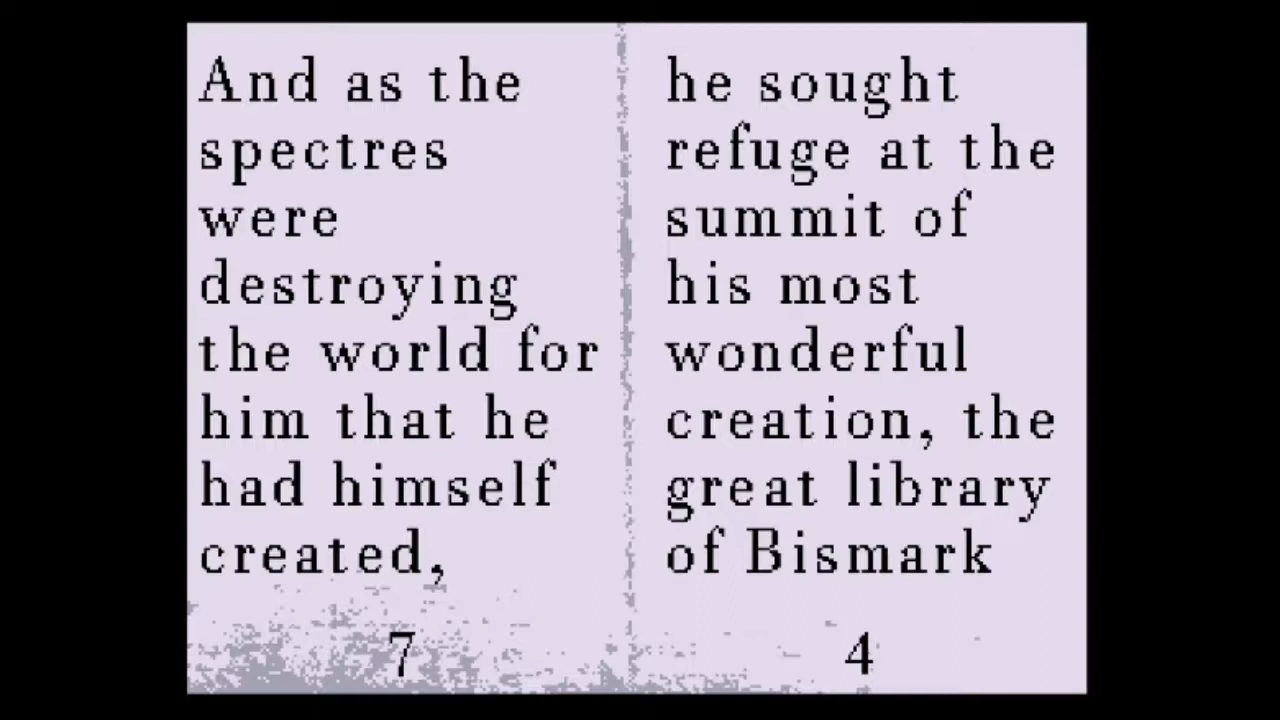 And as the
spectres
were
destroying
the world for
him that he
had himself
created,
7
he sought
refuge at the
summit of
his most
wonderful
creation, the
great library
of Bismark
4